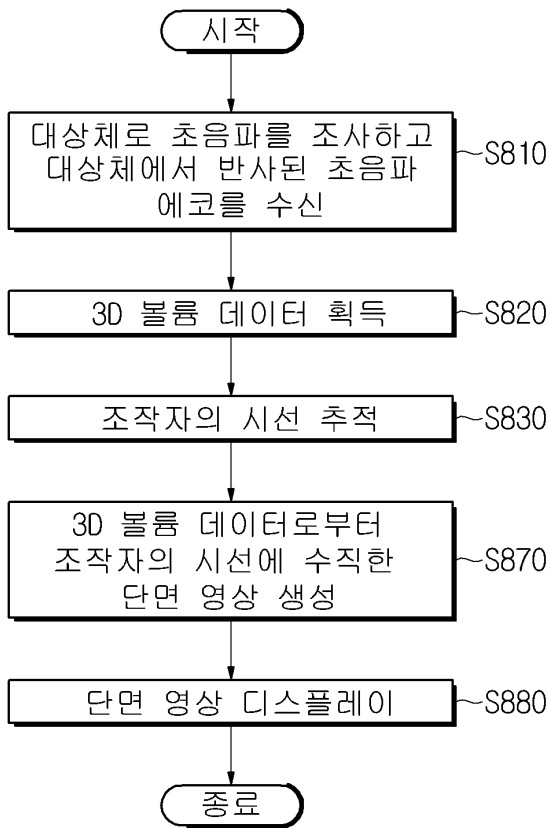 시작
대상체로 초음파를 조사하고
대상체에서 반사된 초음파
에코를 수신
S810
3D 볼륨 데이터 획득
S820
조작자의 시선 추적
S830
3D 볼륨 데이터로부터
조작자의 시선에 수직한
단면 영상 생성
S870
단면 영상 디스플레이
S880
종료